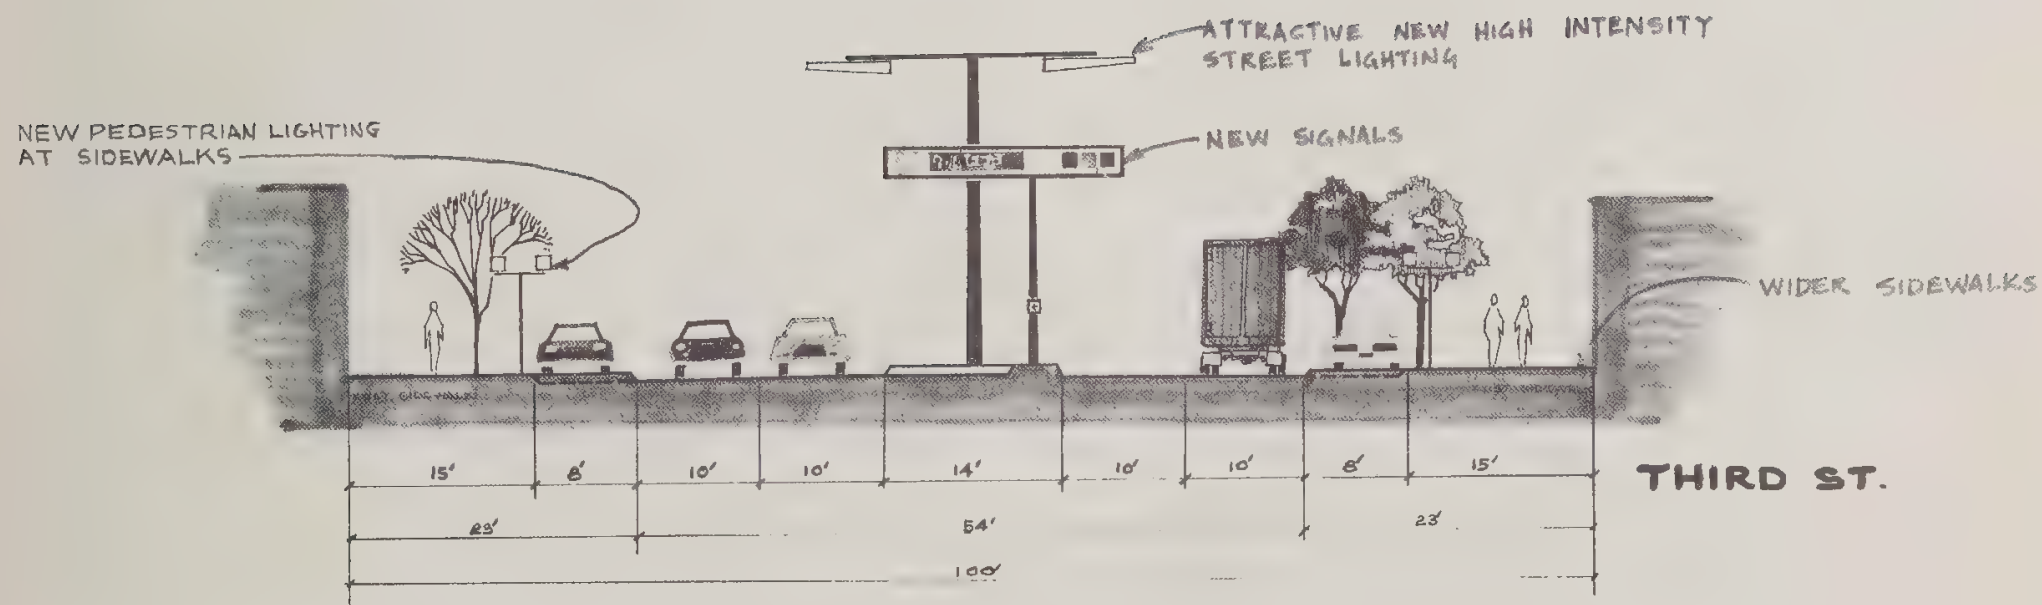 ATTRACTIVE NEW HIGH INTENSITY
STREET LIGHTING
NEW PEDESTRIAN LIGHTING
AT SIDEWALKS
NEW SIGNALS
WIDER SIDEWALKS
15' 8' 10' 10' 14' 10' 10' 8' 15'
THIRD ST.
23' 54' 23'
100'